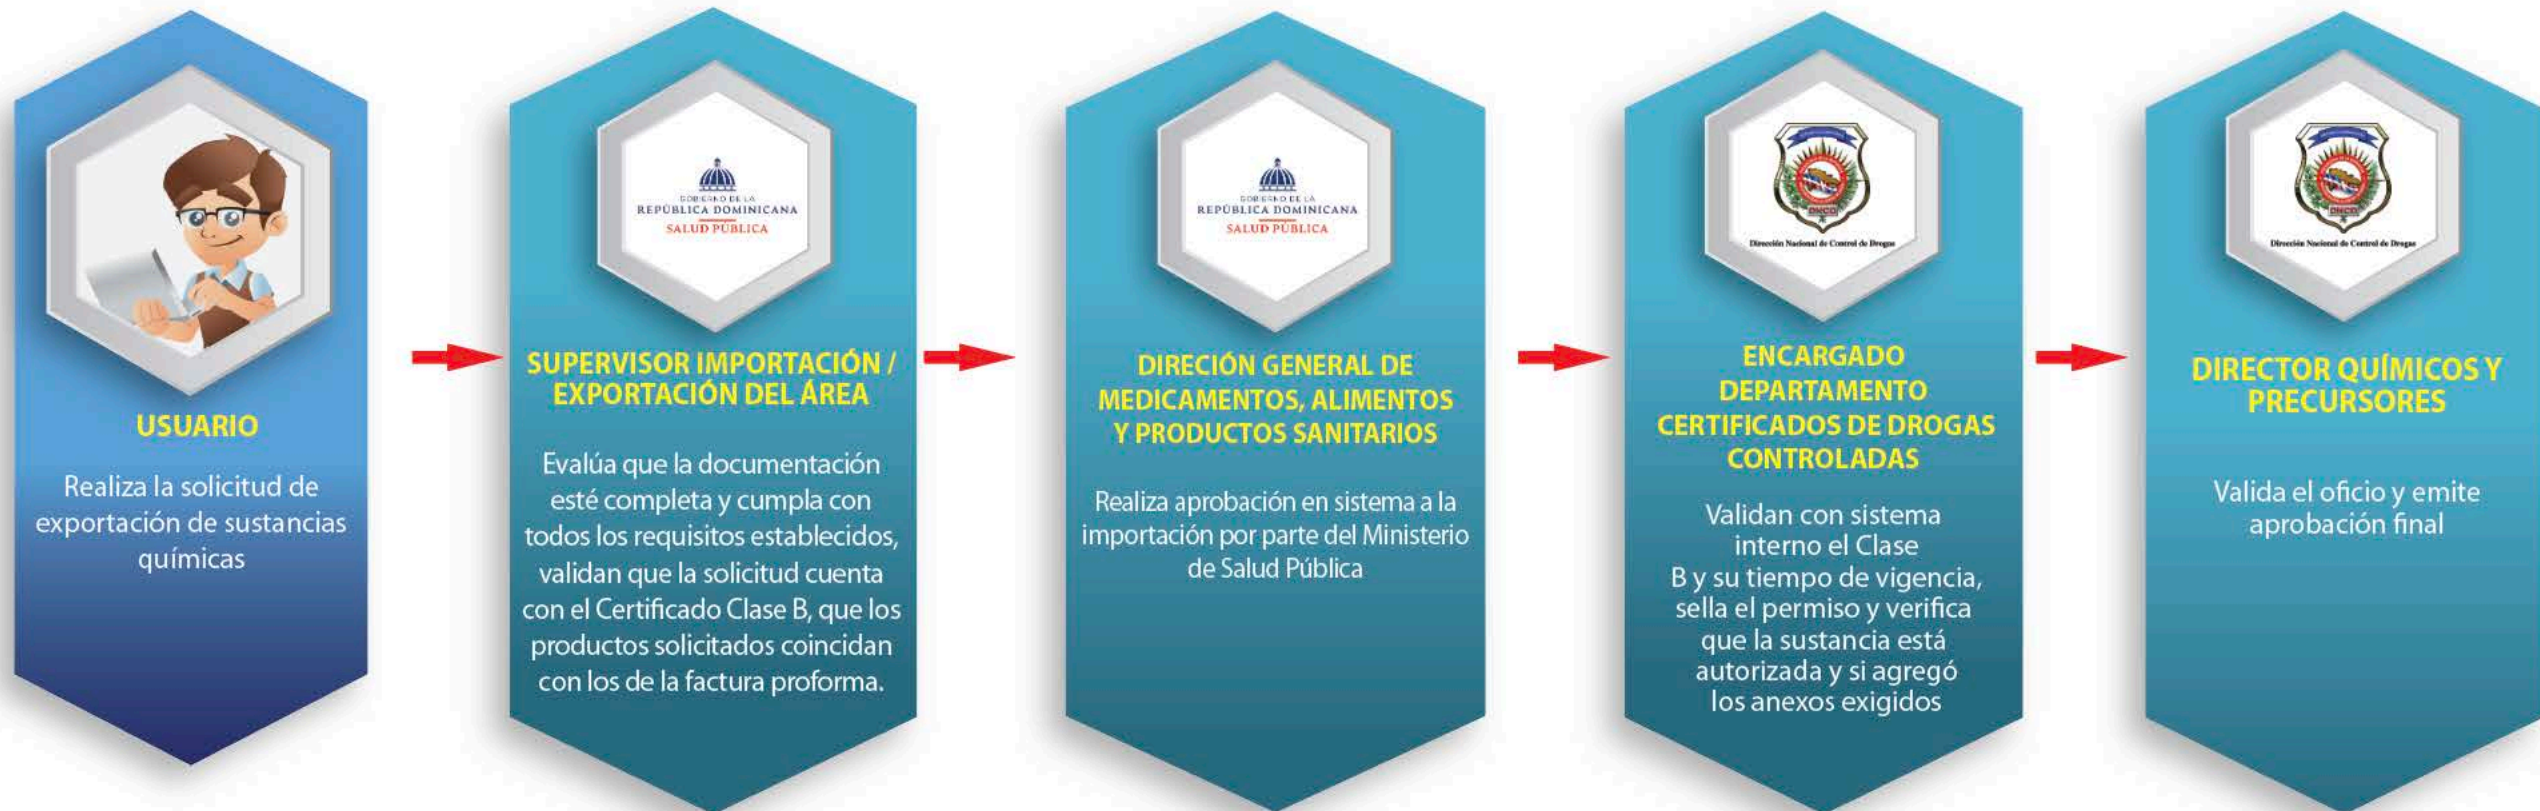 USUARIO
Realiza la solicitud de
exportación de sustancias
químicas
GOBIERNO DE LA
REPÚBLICA DOMINICANA
SALUD PÚBLICA
SUPERVISOR IMPORTACIÓN /
EXPORTACIÓN DEL ÁREA
Evalúa que la documentación
esté completa y cumpla con
todos los requisitos establecidos,
validan que la solicitud cuenta
con el Certificado Clase B, que los
productos solicitados coincidan
con los de la factura proforma.
GOBIERNO DE LA
REPÚBLICA DOMINICANA
SALUD PÚBLICA
DIRECIÓN GENERAL DE
MEDICAMENTOS, ALIMENTOS
Y PRODUCTOS SANITARIOS
Realiza aprobación en sistema a la
importación por parte del Ministerio
de Salud Pública
DNCD
Dirección Nacional de Control de Drogas
ENCARGADO
DEPARTAMENTO
CERTIFICADOS DE DROGAS
CONTROLADAS
Validan con sistema
interno el Clase
B y su tiempo de vigencia,
sella el permiso y verifica
que la sustancia está
autorizada y si agregó
los anexos exigidos
DNCD
Dirección Nacional de Control de Drogas
DIRECTOR QUÍMICOS Y
PRECURSORES
Valida el oficio y emite
aprobación final